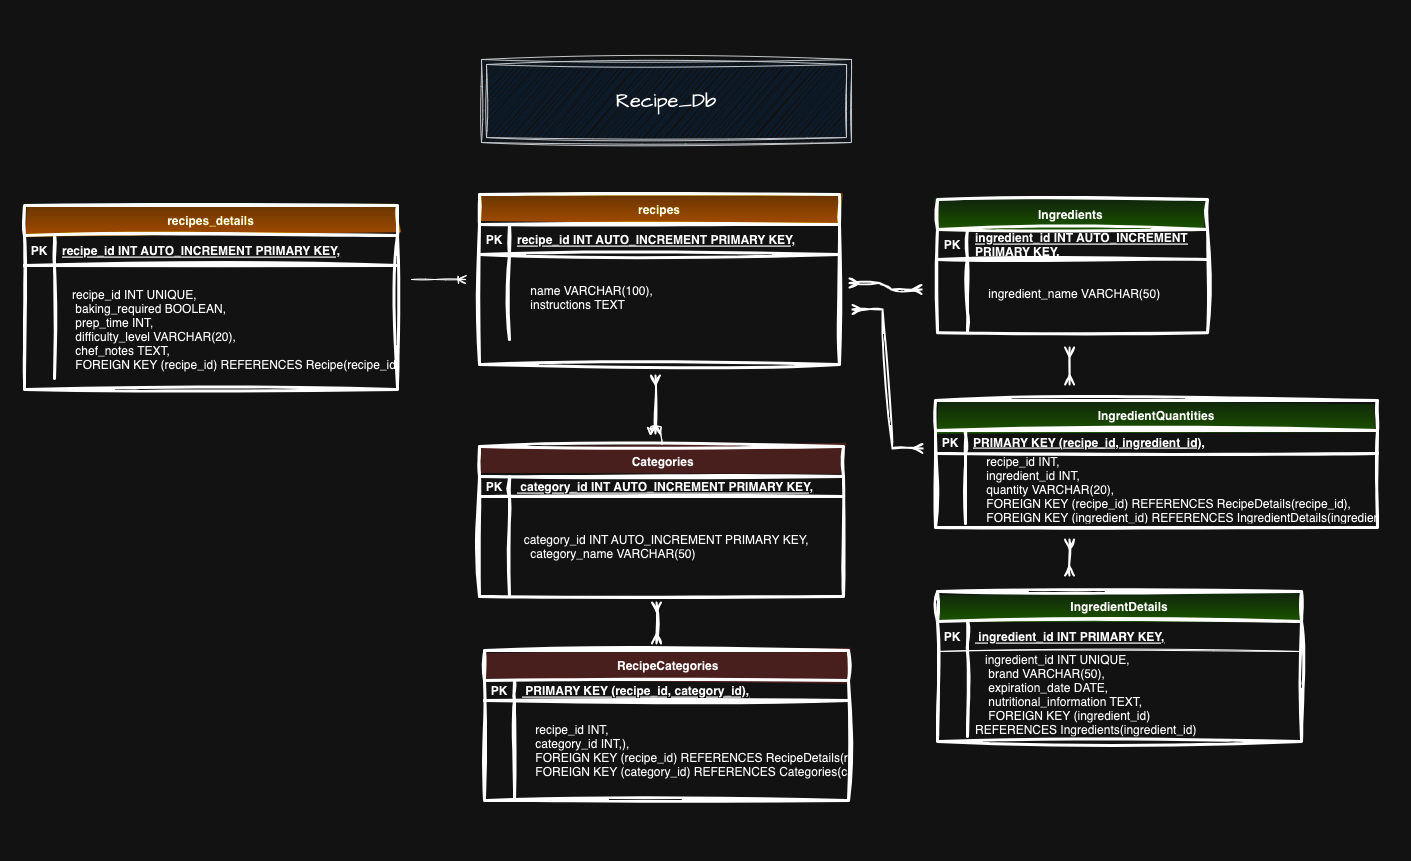 Recipe_Db
recipes_details
PK recipe_id INT AUTO_INCREMENT PRIMARY KEY,
recipe_id INT UNIQUE,
baking_required BOOLEAN,
prep_time INT,
difficulty_level VARCHAR(20),
chef_notes TEXT,
FOREIGN KEY (recipe_id) REFERENCES Recipe(recipe_id
recipes
PK recipe_id INT AUTO_INCREMENT PRIMARY KEY,
name VARCHAR(100),
instructions TEXT
Categories
PK category_id INT AUTO_INCREMENT PRIMARY KEY,
category_id INT AUTO_INCREMENT PRIMARY KEY,
category_name VARCHAR(50)
RecipeCategories
PK PRIMARY KEY (recipe_id, category_id),
recipe_id INT,
category_id INT,),
FOREIGN KEY (recipe_id) REFERENCES RecipeDetails(r
FOREIGN KEY (category_id) REFERENCES Categories(c
Ingredients
PK ingredient_id INT AUTO_INCREMENT
PRIMARY KEY,
ingredient_name VARCHAR(50)
IngredientQuantities
PK PRIMARY KEY (recipe_id, ingredient_id),
recipe_id INT,
ingredient_id INT,
quantity VARCHAR(20),
FOREIGN KEY (recipe_id) REFERENCES RecipeDetails(recipe_id),
FOREIGN KEY (ingredient_id) REFERENCES IngredientDetails(ingredien
IngredientDetails
PK ingredient_id INT PRIMARY KEY,
ingredient_id INT UNIQUE,
brand VARCHAR(50),
expiration_date DATE,
nutritional_information TEXT,
FOREIGN KEY (ingredient_id)
REFERENCES Ingredients(ingredient_id)